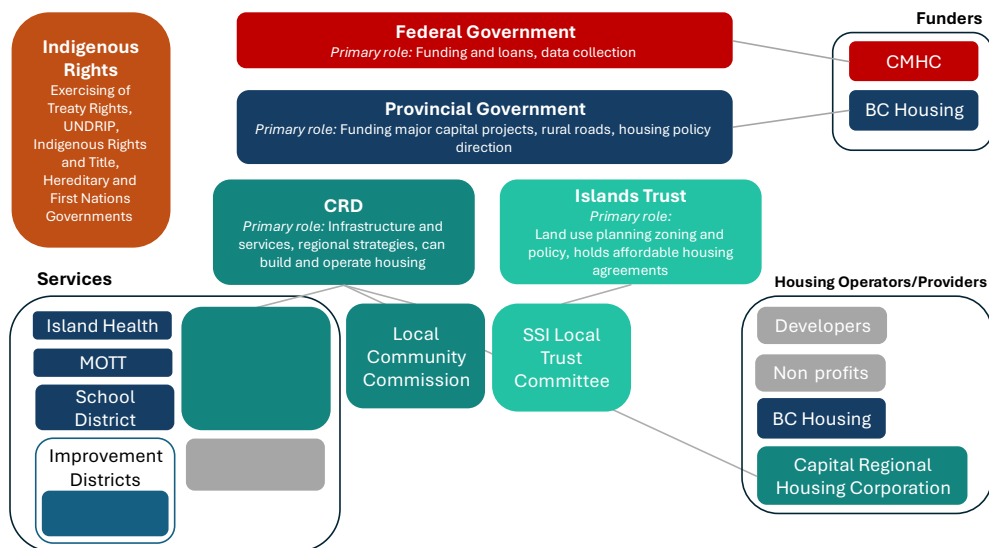 Indigenous
Rights
Exercising of
Treaty Rights,
UNDRIP,
Indigenous Rights
and Title,
Hereditary and
First Nations
Governments
Federal Government
Primary role: Funding and loans, data collection
Provincial Government
Primary role: Funding major capital projects, rural roads, housing policy
direction
Funders
CMHC
BC Housing
CRD
Primary role: Infrastructure and
services, regional strategies, can
build and operate housing
Islands Trust
Primary role:
Land use planning zoning and
policy, holds affordable housing
agreements
Services
Island Health
MOTT
School
District
Improvement
Districts
Local
Community
Commission
SSI Local
Trust
Committee
Housing Operators/Providers
Developers
Non profits
BC Housing
Capital Regional
Housing Corporation